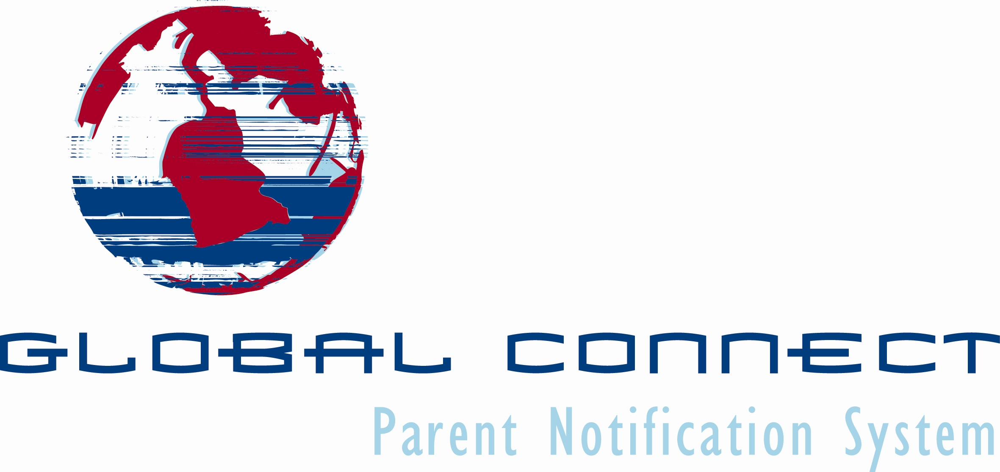 GLOBAL CONNECT
Parent Notification System